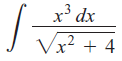 ∫ x³ dx / √(x² + 4)